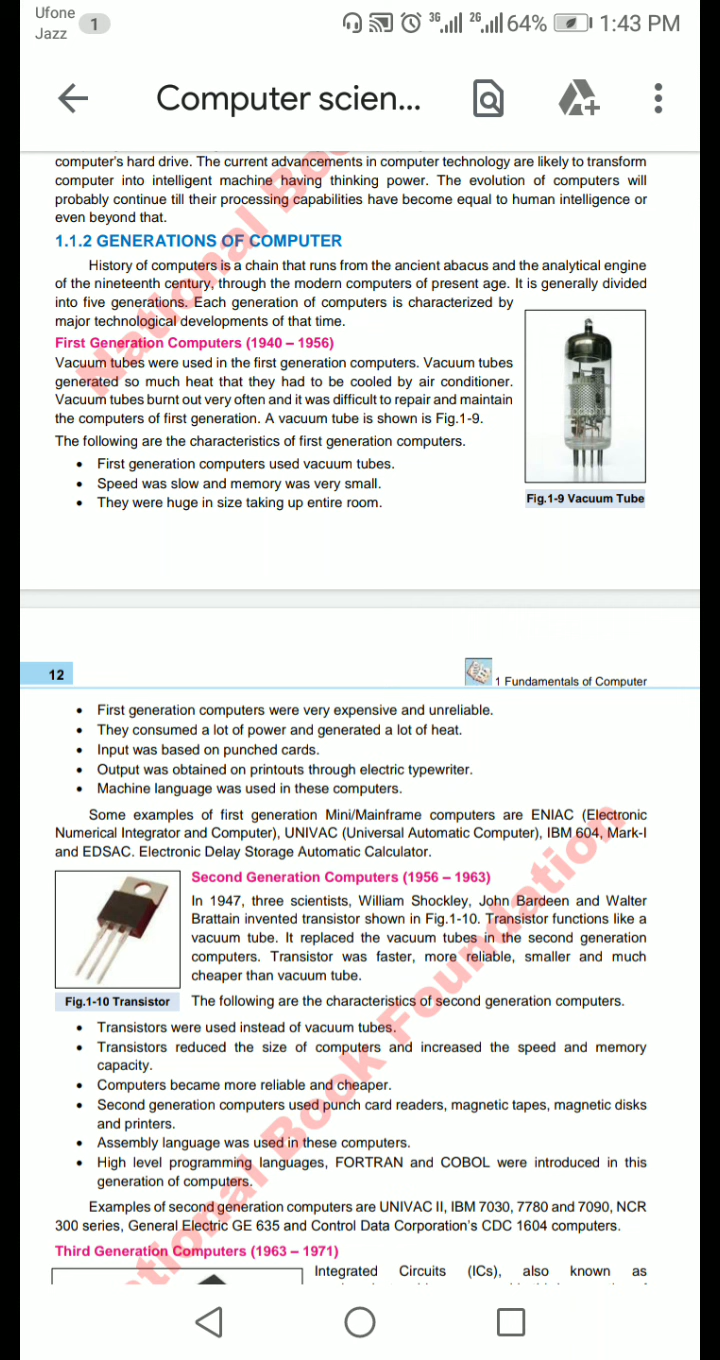 Ufone
Jazz
1
3G
2G
64%
1:43 PM
Computer scien...
computer's hard drive. The current advancements in computer technology are likely to transform
computer into intelligent machine having thinking power. The evolution of computers will
probably continue till their processing capabilities have become equal to human intelligence or
even beyond that.
1.1.2 GENERATIONS OF COMPUTER
History of computers is a chain that runs from the ancient abacus and the analytical engine
of the nineteenth century, through the modern computers of present age. It is generally divided
into five generations. Each generation of computers is characterized by
major technological developments of that time.
First Generation Computers (1940 – 1956)
Vacuum tubes were used in the first generation computers. Vacuum tubes
generated so much heat that they had to be cooled by air conditioner.
Vacuum tubes burnt out very often and it was difficult to repair and maintain
the computers of first generation. A vacuum tube is shown is Fig.1-9.
The following are the characteristics of first generation computers.
• First generation computers used vacuum tubes.
• Speed was slow and memory was very small.
• They were huge in size taking up entire room.
Fig.1-9 Vacuum Tube
National Bo
12
1 Fundamentals of Computer
• First generation computers were very expensive and unreliable.
• They consumed a lot of power and generated a lot of heat.
• Input was based on punched cards.
• Output was obtained on printouts through electric typewriter.
• Machine language was used in these computers.
Some examples of first generation Mini/Mainframe computers are ENIAC (Electronic
Numerical Integrator and Computer), UNIVAC (Universal Automatic Computer), IBM 604, Mark-I
and EDSAC. Electronic Delay Storage Automatic Calculator.
Second Generation Computers (1956 – 1963)
In 1947, three scientists, William Shockley, John Bardeen and Walter
Brattain invented transistor shown in Fig.1-10. Transistor functions like a
vacuum tube. It replaced the vacuum tubes in the second generation
computers. Transistor was faster, more reliable, smaller and much
cheaper than vacuum tube.
Fig.1-10 Transistor
The following are the characteristics of second generation computers.
• Transistors were used instead of vacuum tubes.
• Transistors reduced the size of computers and increased the speed and memory
capacity.
• Computers became more reliable and cheaper.
• Second generation computers used punch card readers, magnetic tapes, magnetic disks
and printers.
• Assembly language was used in these computers.
• High level programming languages, FORTRAN and COBOL were introduced in this
generation of computers.
Examples of second generation computers are UNIVAC II, IBM 7030, 7780 and 7090, NCR
300 series, General Electric GE 635 and Control Data Corporation's CDC 1604 computers.
Third Generation Computers (1963 – 1971)
Integrated Circuits (ICs), also known as
tional Book Foundation